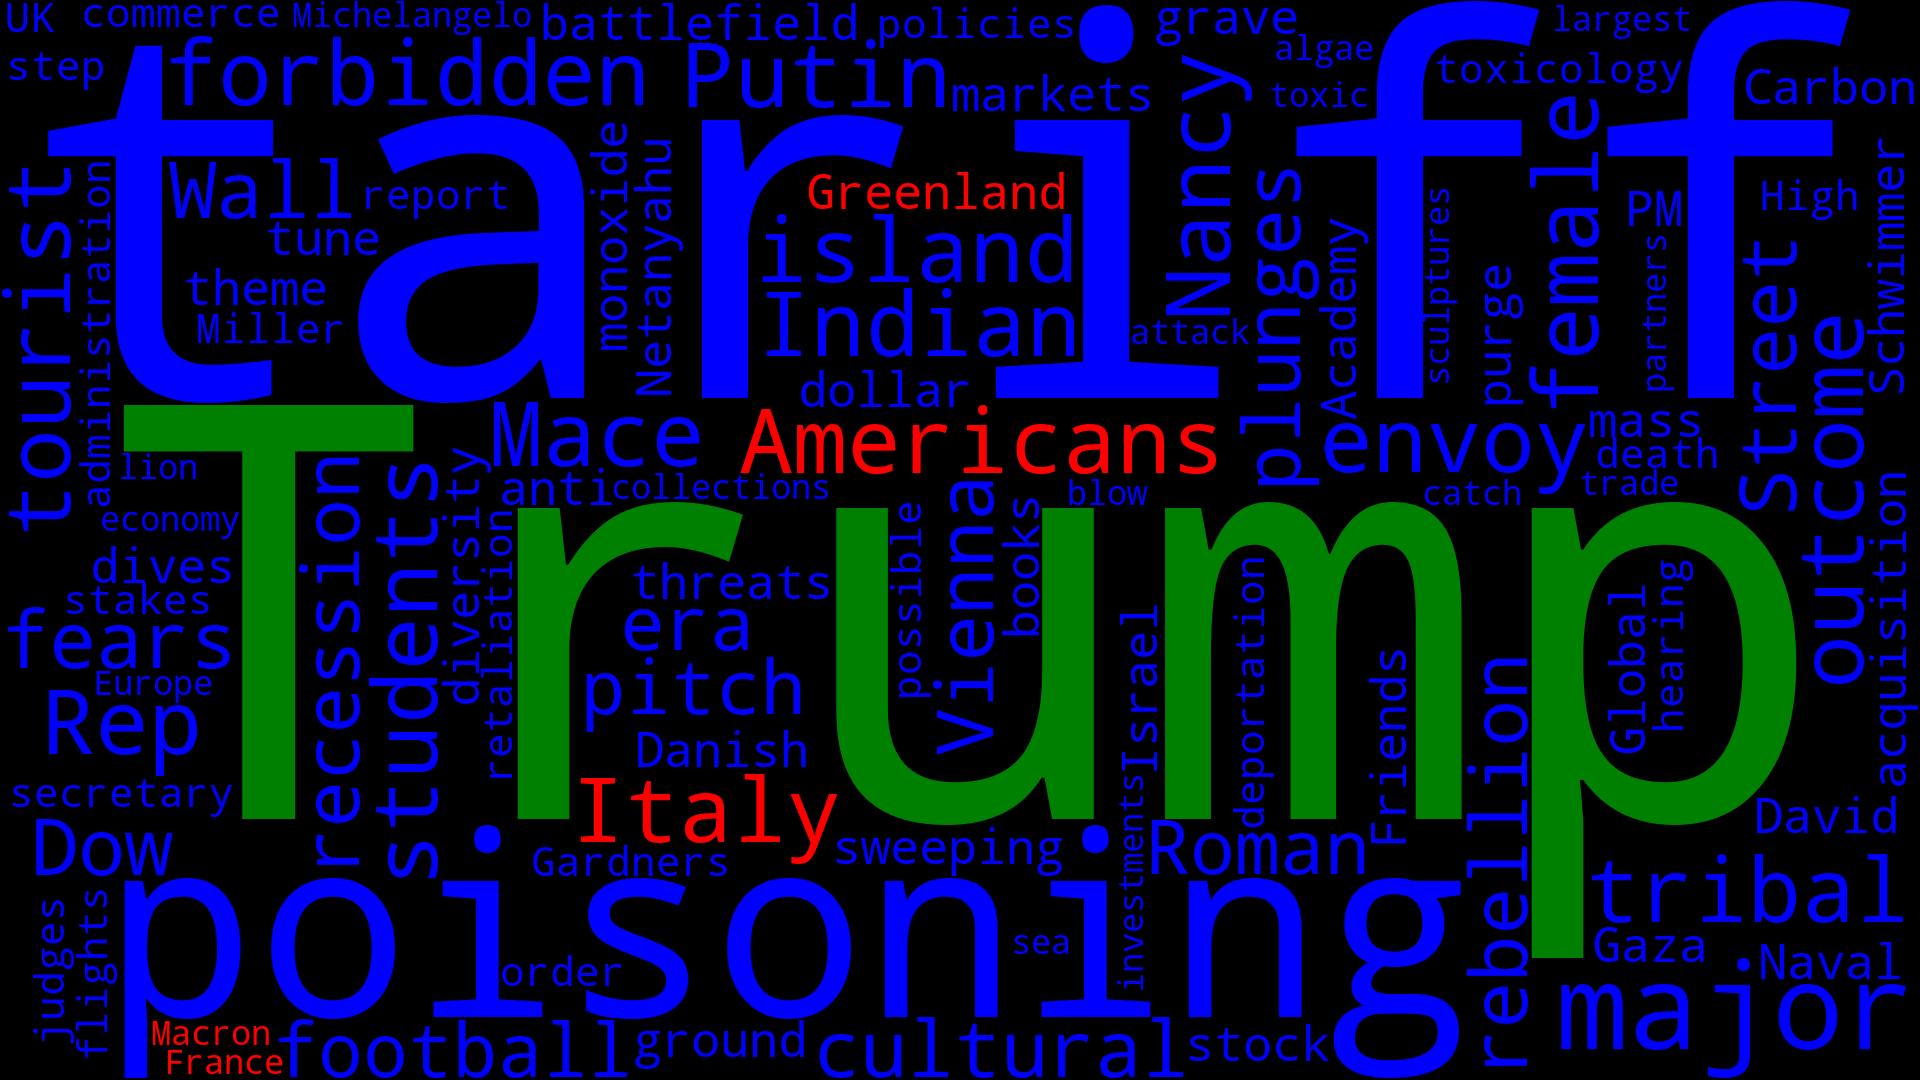 UK commerce Michelangelo battlefield policies grave largest
step forbidden Putin markets algae toxic toxicology Carbon
tariff
tourist
administration
Wall report
tune
theme
Miller
monoxide
Netanyahu
Greenland
island
Indian
attack
dollar
Nancy
plunges
Academy
sculptures
purge
female
PM
partners
High
Street
outcome
Schwimmer
Mace Americans envoy mass
death
lion anti collections blow catch trade
economy
Trump
dives
stakes
fears
Europe
Rep
secretary
Dow
recession
students
diversity
retaliation
threats
era
pitch
Danish
Italy
possible
Vienna
books
Israel
investments
deportation
Friends
rebellion
Global
hearing
acquisition
David
Gardners sweeping Roman
tribal
Gaza
Naval
major
poisoning
judges
flights
order
sea
Macron
France
football ground cultural stock